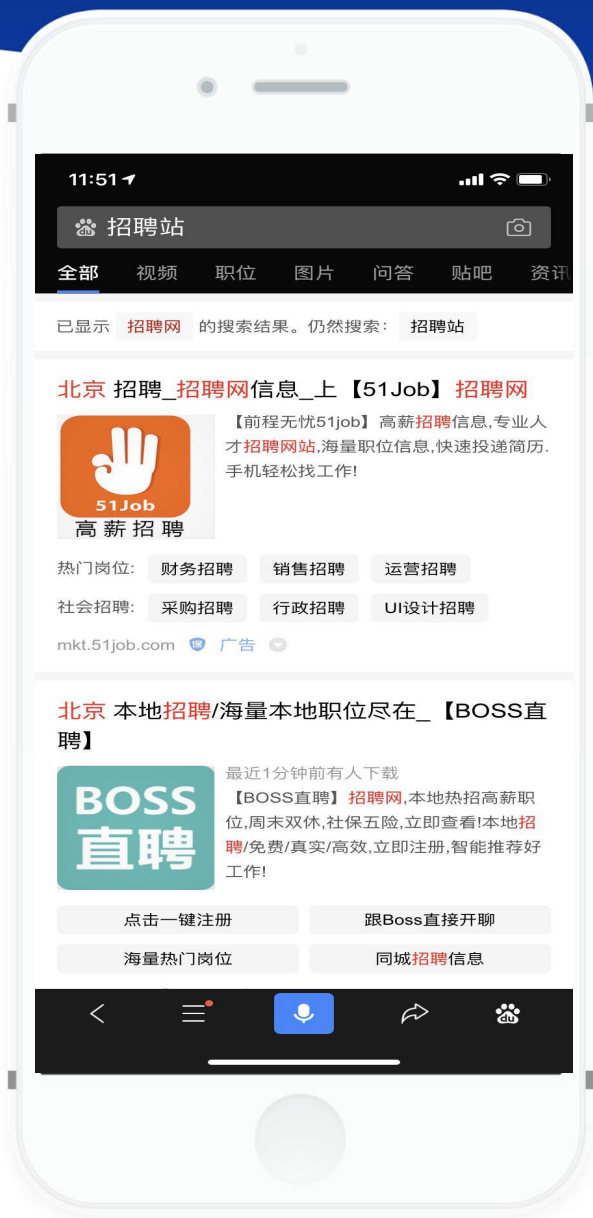 11:51
招聘站
全部 视频 职位 图片 问答 贴吧 资讯
已显示 招聘网 的搜索结果。仍然搜索: 招聘站
北京 招聘_招聘网信息_上【51Job】招聘网
【前程无忧51job】高薪招聘信息,专业人
才招聘网站,海量职位信息,快速投递简历.
手机轻松找工作!
51Job
高薪招聘
热门岗位: 财务招聘 销售招聘 运营招聘
社会招聘: 采购招聘 行政招聘 UI设计招聘
mkt.51job.com 保 广告
北京 本地招聘/海量本地职位尽在_【BOSS直
聘】
BOSS
直聘
最近1分钟前有人下载
【BOSS直聘】招聘网,本地热招高薪职
位,周末双休,社保五险,立即查看!本地招
聘/免费/真实/高效,立即注册,智能推荐好
工作!
点击一键注册 跟Boss直接开聊
海量热门岗位 同城招聘信息
du